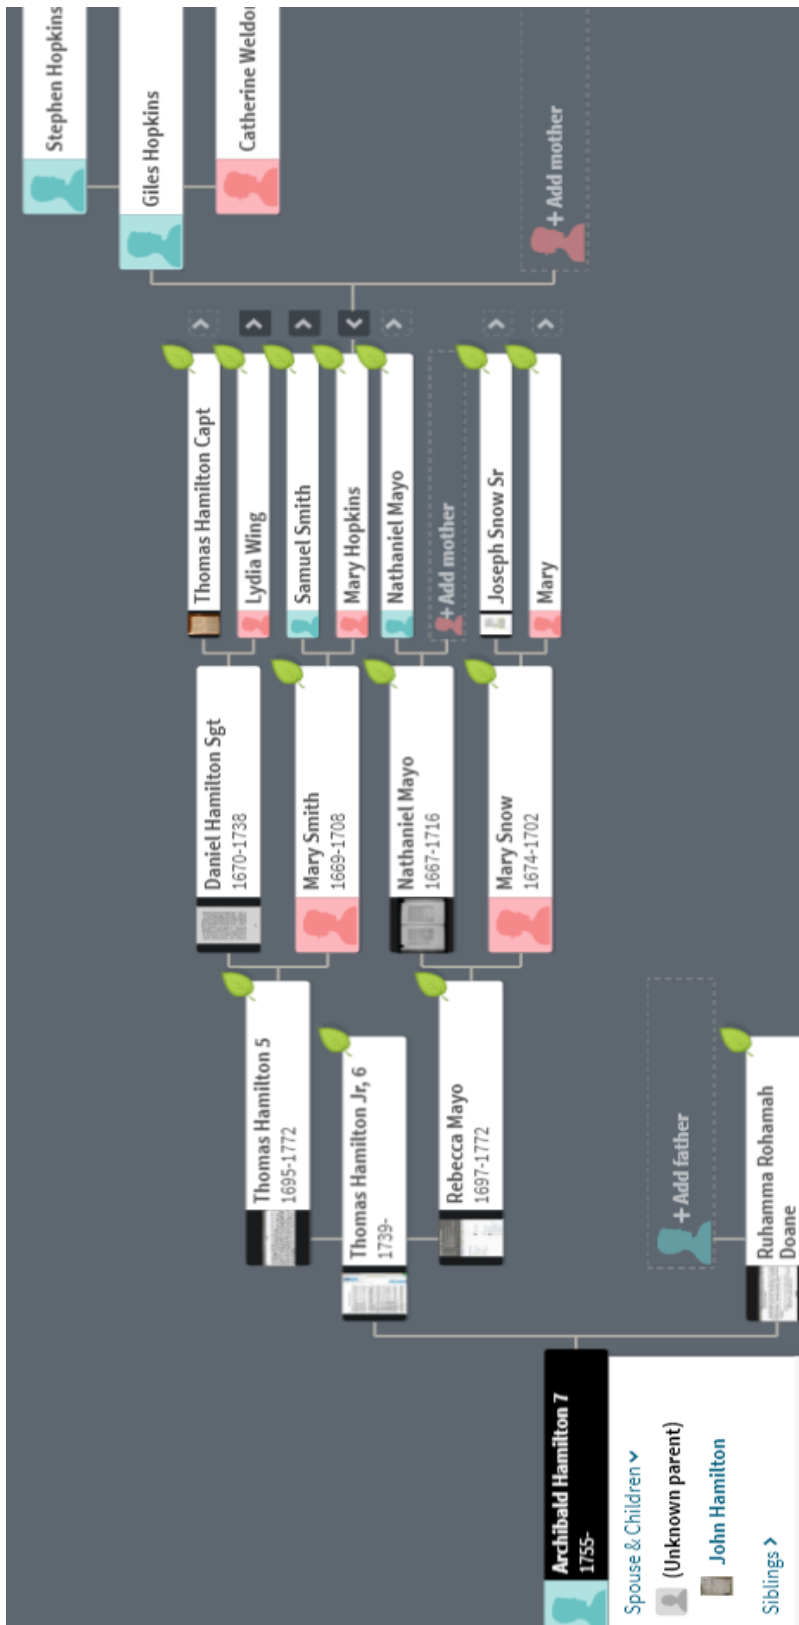 Stephen Hopkins
Giles Hopkins
Catherine
+ Add mother
Thomas Hamilton Capt
Lydia Wing
Samuel Smith
Mary Hopkins
Nathaniel Mayo
+ Add mother
Joseph Snow Sr
Mary
Daniel Hamilton Sgt
1670-1738
Mary Smith
1669-1708
Nathaniel Mayo
1667-1716
Mary Snow
1674-1702
Thomas Hamilton 5
1695-1772
Thomas Hamilton Jr, 6
1739-
Rebecca Mayo
1697-1772
+ Add father
Ruhamma Rohamah
Doane
Archibald Hamilton 7
1755-
Spouse & Children
(Unknown parent)
John Hamilton
Siblings